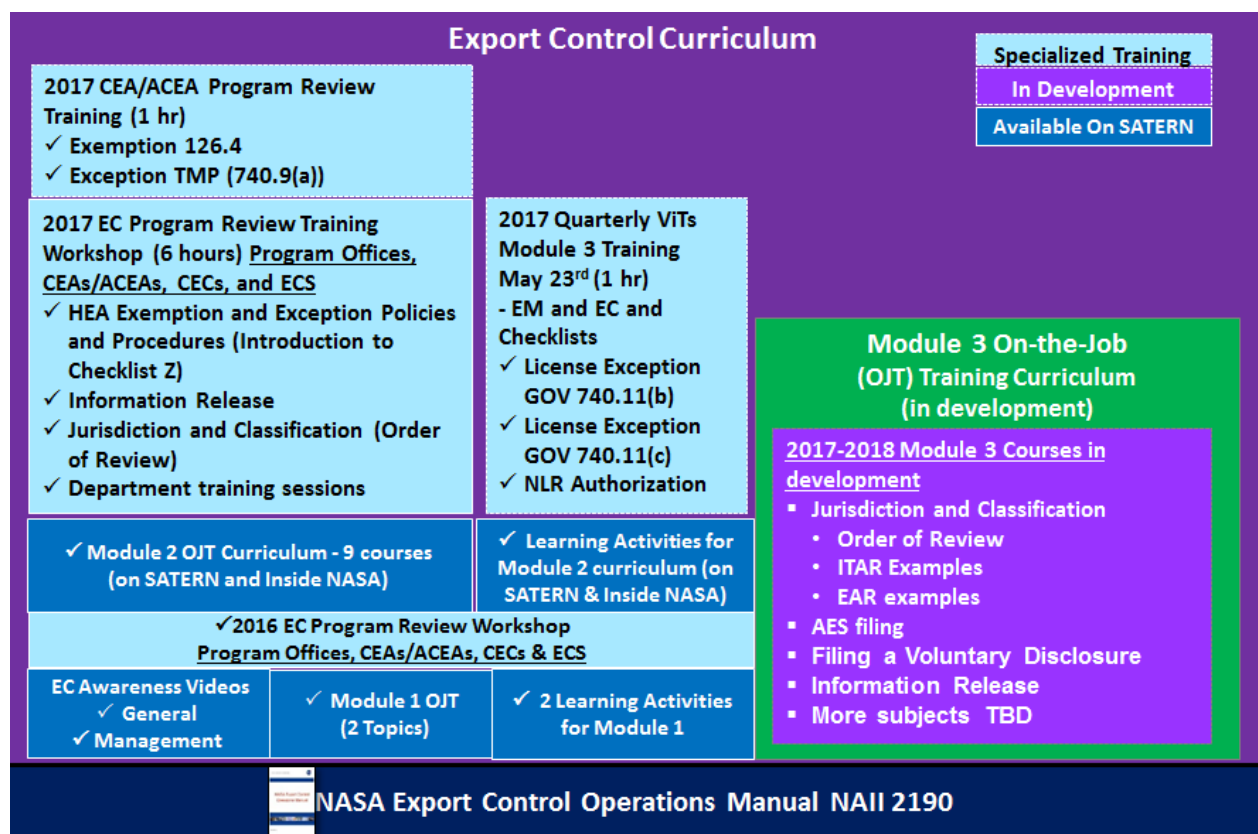 Export Control Curriculum
Specialized Training
In Development
Available On SATERN
2017 CEA/ACEA Program Review
Training (1 hr)
✓ Exemption 126.4
✓ Exception TMP (740.9(a))
2017 EC Program Review Training
Workshop (6 hours) Program Offices,
CEAs/ACEAs, CECs, and ECS
✓ HEA Exemption and Exception Policies
and Procedures (Introduction to
Checklist Z)
✓ Information Release
✓ Jurisdiction and Classification (Order
of Review)
✓ Department training sessions
2017 Quarterly ViTs
Module 3 Training
May 23rd (1 hr)
- EM and EC and
Checklists
✓ License Exception
GOV 740.11(b)
✓ License Exception
GOV 740.11(c)
✓ NLR Authorization
Module 3 On-the-Job
(OJT) Training Curriculum
(in development)
2017-2018 Module 3 Courses in
development
▪ Jurisdiction and Classification
• Order of Review
• ITAR Examples
• EAR examples
▪ AES filing
▪ Filing a Voluntary Disclosure
▪ Information Release
▪ More subjects TBD
✓ Module 2 OJT Curriculum - 9 courses
(on SATERN and Inside NASA)
✓ Learning Activities for
Module 2 curriculum (on
SATERN & Inside NASA)
✓2016 EC Program Review Workshop
Program Offices, CEAs/ACEAs, CECs & ECS
EC Awareness Videos
✓ General
✓ Management
✓ Module 1 OJT
(2 Topics)
✓ 2 Learning Activities
for Module 1
NASA Export Control Operations Manual NAII 2190